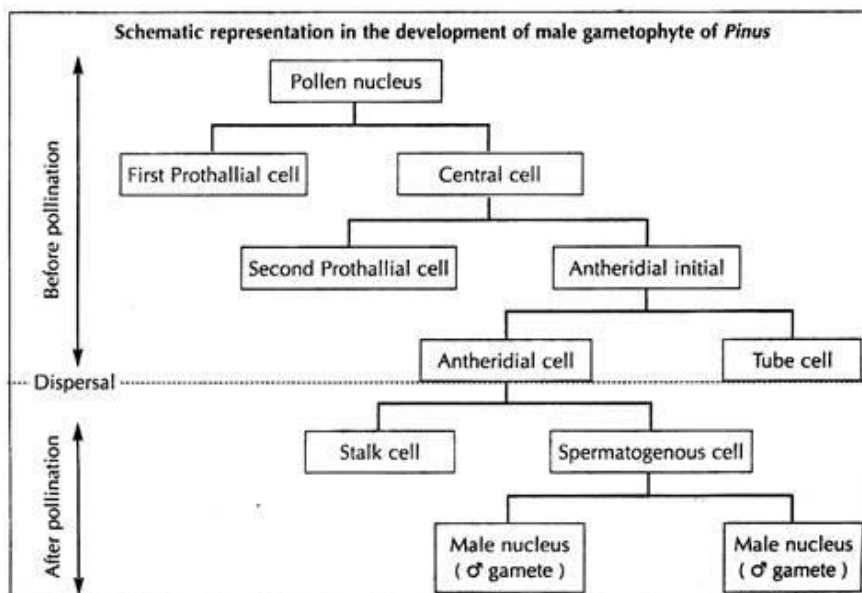 Schematic representation in the development of male gametophyte of Pinus
Pollen nucleus
First Prothallial cell
Central cell
Second Prothallial cell
Antheridial initial
Before pollination
Antheridial cell
Tube cell
Dispersal
Stalk cell
Spermatogenous cell
After pollination
Male nucleus
(♂ gamete)
Male nucleus
(♂ gamete)